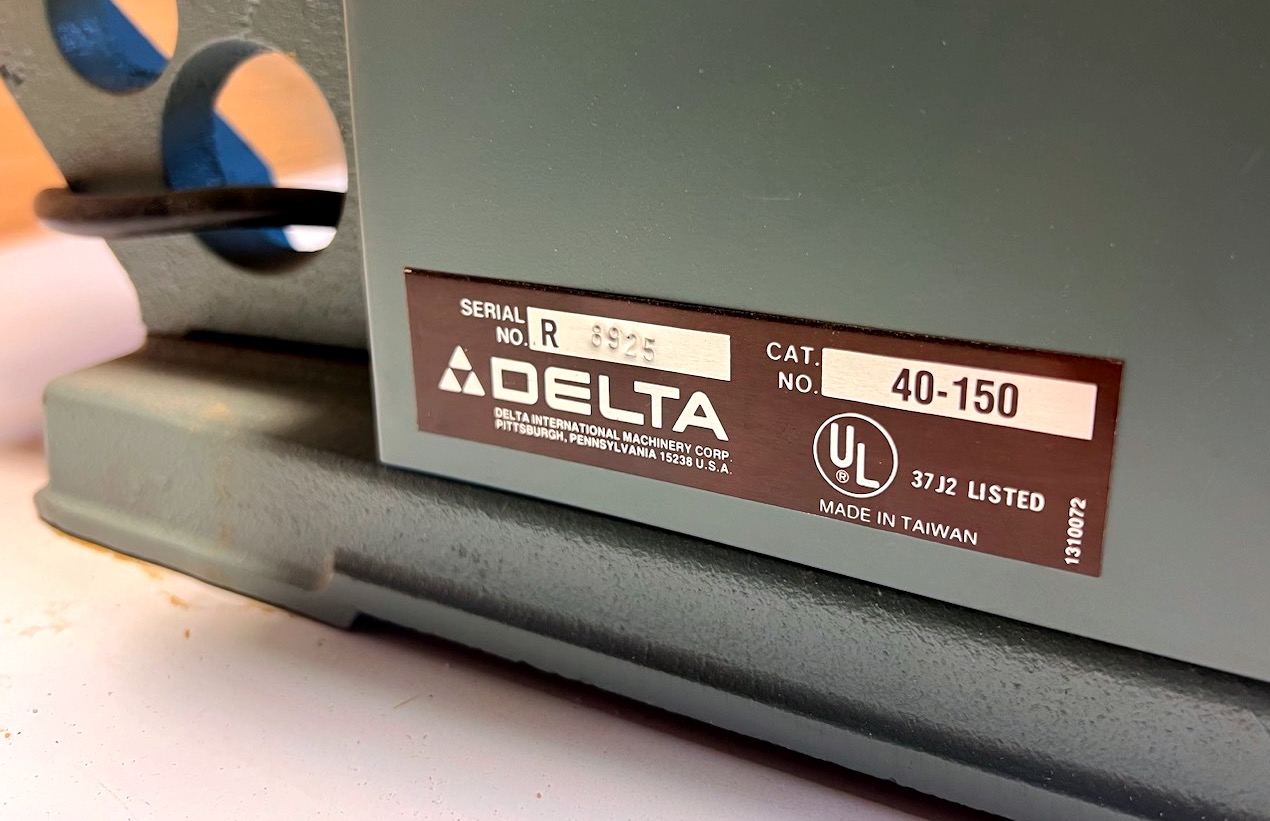 SERIAL
NO. R 8925
DELTA
DELTA INTERNATIONAL MACHINERY CORP.
PITTSBURGH, PENNSYLVANIA 15238 U.S.A.
CAT.
NO. 40-150
UL
®
37J2 LISTED
MADE IN TAIWAN
1310072